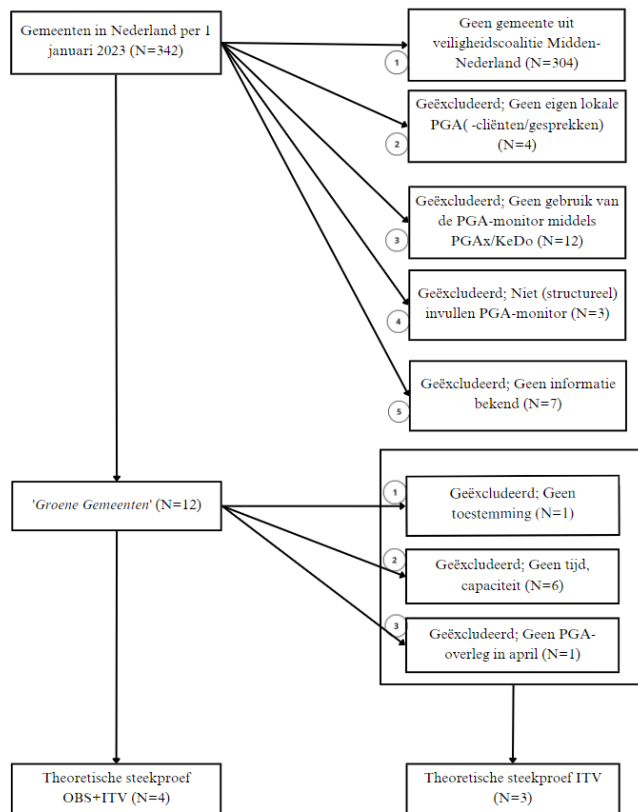 Gemeenten in Nederland per 1
januari 2023 (N=342)
1
Geen gemeente uit
veiligheidscoalitie Midden-
Nederland (N=304)
2
Geëxcludeerd; Geen eigen lokale
PGA( -cliënten/gesprekken)
(N=4)
3
Geëxcludeerd; Geen gebruik van
de PGA-monitor middels
PGAx/KeDo (N=12)
4
Geëxcludeerd; Niet (structureel)
invullen PGA-monitor (N=3)
5
Geëxcludeerd; Geen informatie
bekend (N=7)
'Groene Gemeenten' (N=12)
1
Geëxcludeerd; Geen
toestemming (N=1)
2
Geëxcludeerd; Geen tijd,
capaciteit (N=6)
3
Geëxcludeerd; Geen PGA-
overleg in april (N=1)
Theoretische steekproef
OBS+ITV (N=4)
Theoretische steekproef ITV
(N=3)